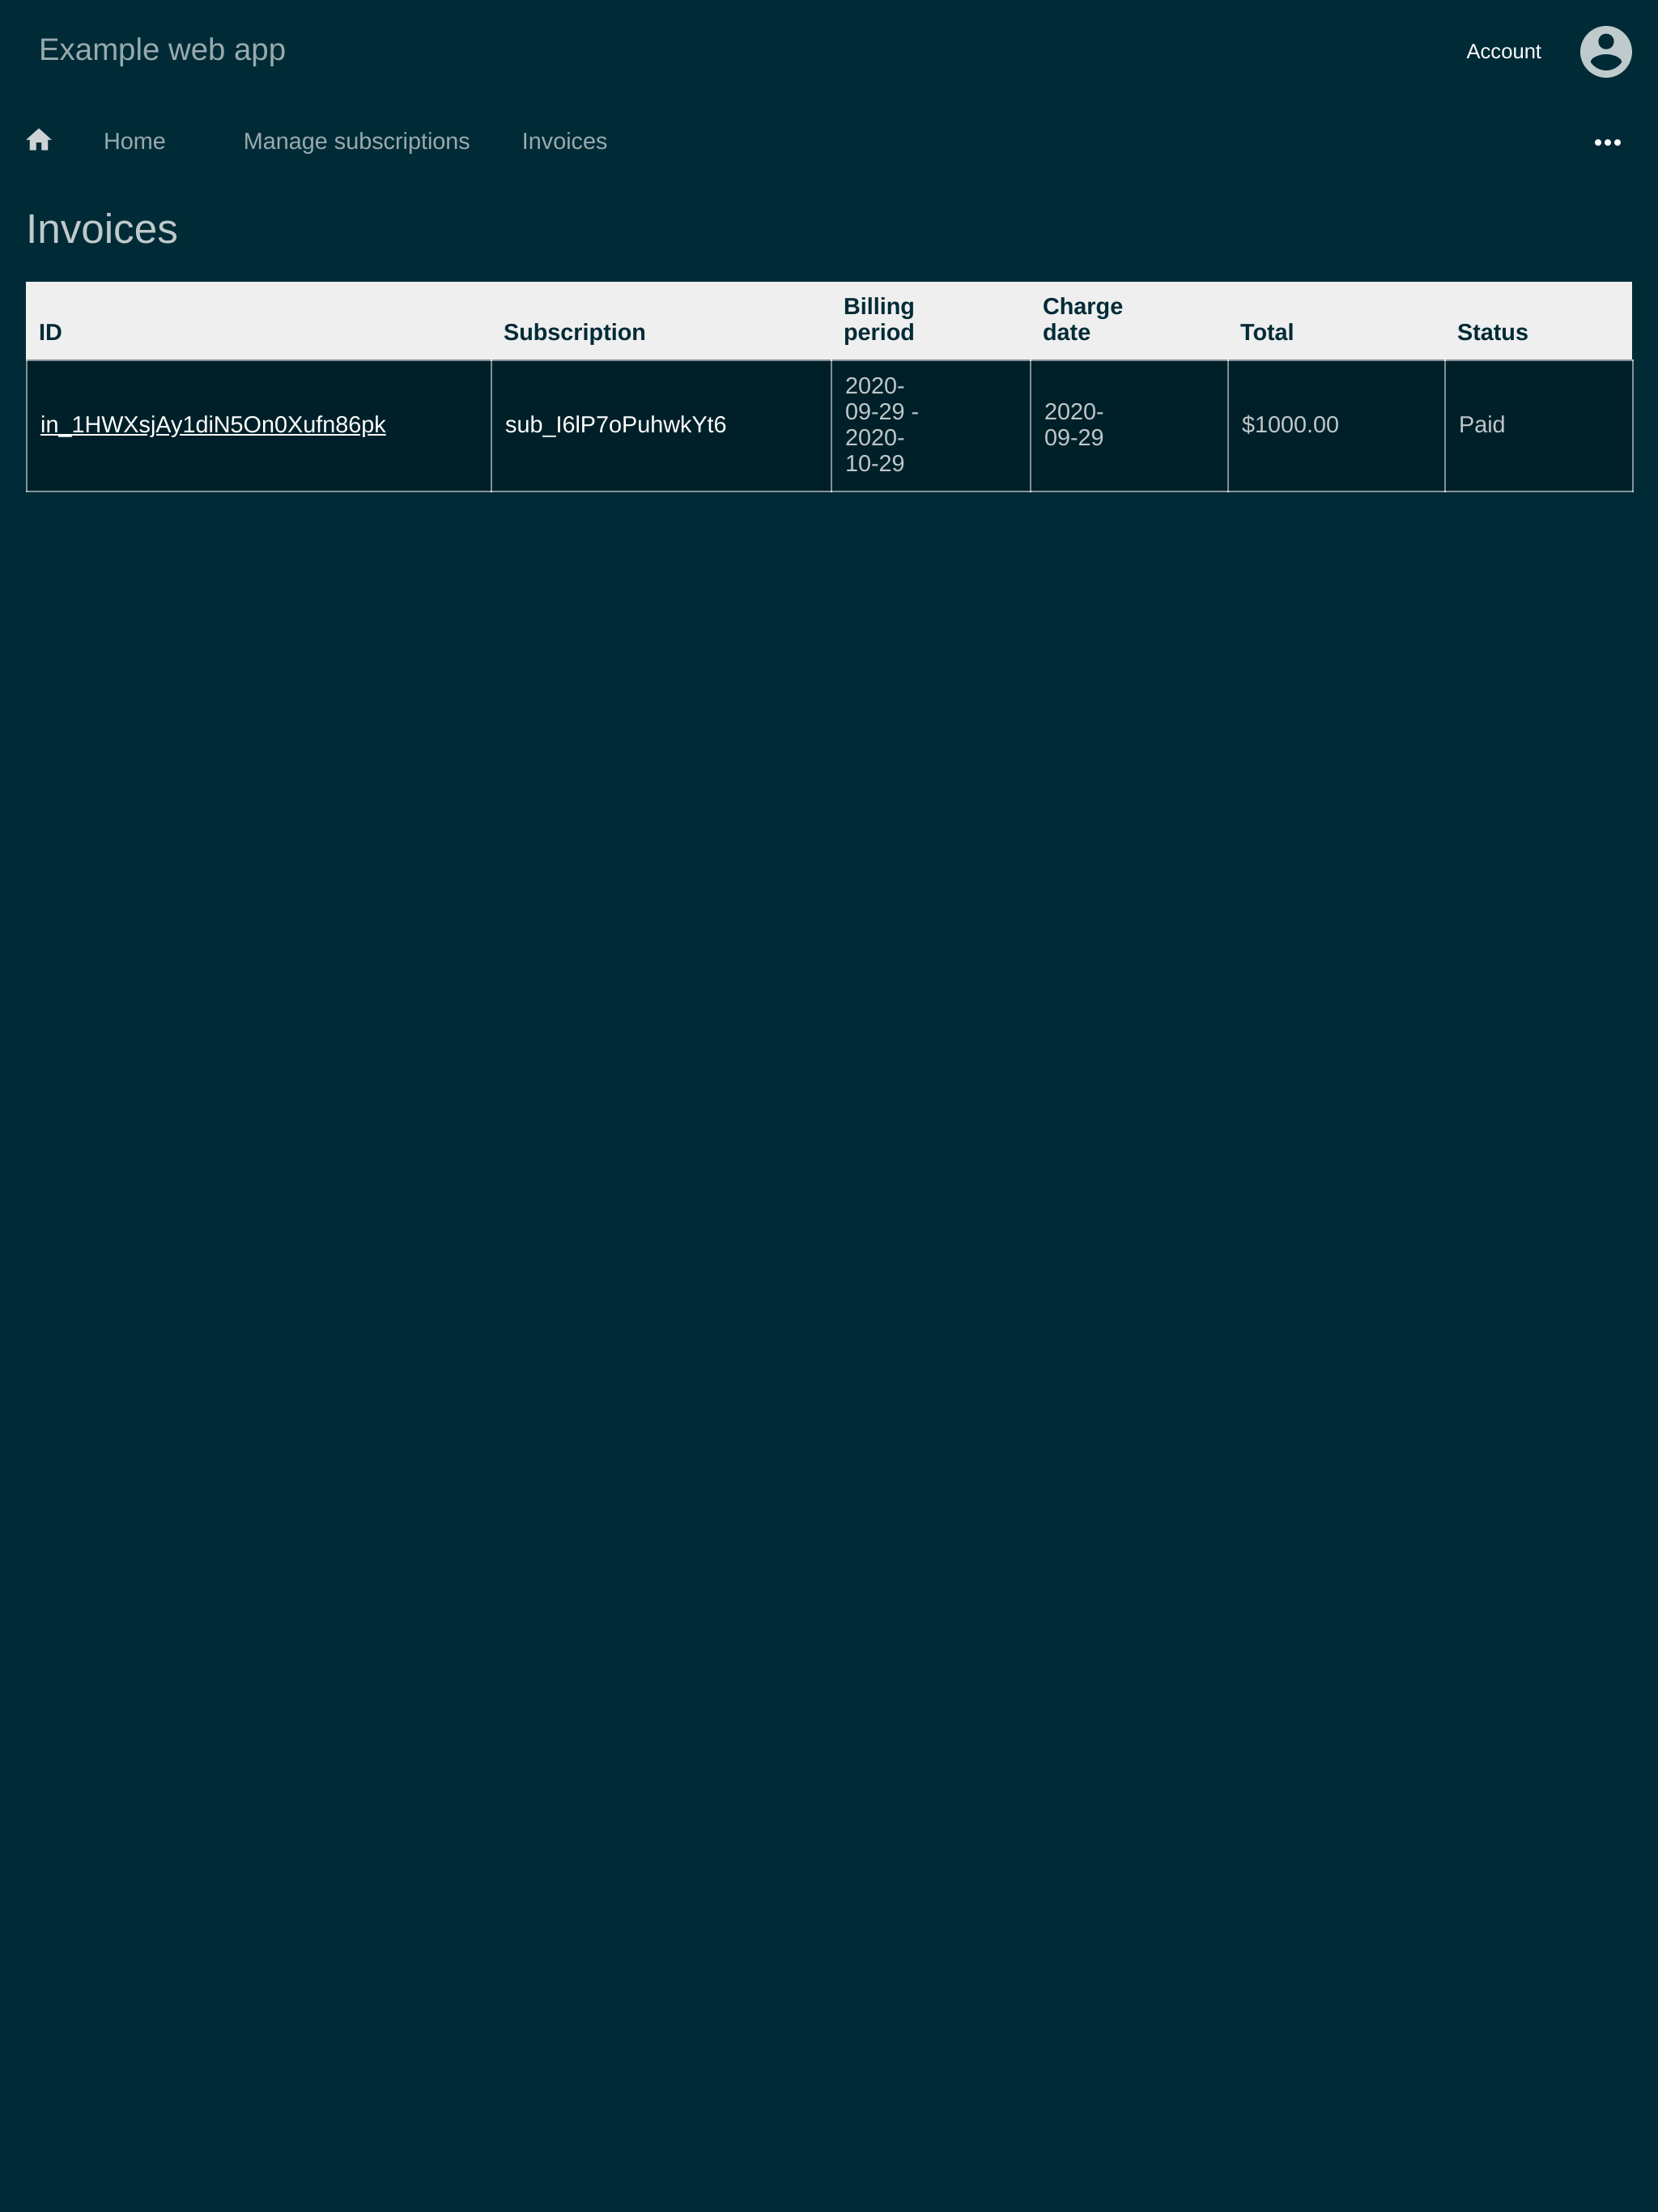 Example web app
Account
Home
Manage subscriptions
Invoices
Invoices
ID
Subscription
Billing
period
Charge
date
Total
Status
in_1HWXsjAy1diN5On0Xufn86pk
sub_I6lP7oPuhwkYt6
2020-
09-29 -
2020-
10-29
2020-
09-29
$1000.00
Paid